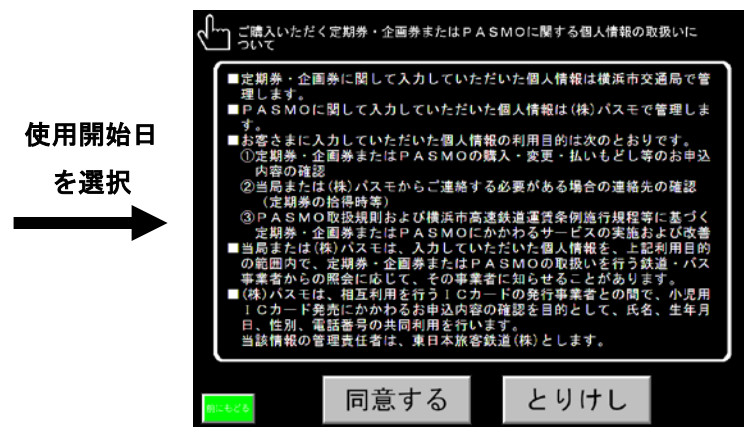 使用開始日
を選択
ご購入いただく定期券・企画券またはPASMOに関する個人情報の取扱いに
ついて
■定期券・企画券に関して入力していただいた個人情報は横浜市交通局で管
理します。
■PASMOに関して入力していただいた個人情報は(株)パスモで管理しま
す。
■お客さまに入力していただいた個人情報の利用目的は次のとおりです。
①定期券・企画券またはPASMOの購入・変更・払いもどし等のお申込
内容の確認
②当局または(株)パスモからご連絡する必要がある場合の連絡先の確認
(定期券の拾得時等)
③PASMO取扱規則および横浜市高速鉄道運賃条例施行規程等に基づく
定期券・企画券またはPASMOにかかわるサービスの実施および改善
■当局または(株)パスモは、入力していただいた個人情報を、上記利用目的
の範囲内で、定期券・企画券またはPASMOの取扱いを行う鉄道・バス
事業者からの照会に応じて、その事業者に知らせることがあります。
■(株)パスモは、相互利用を行うICカードの発行事業者との間で、小児用
ICカード発売にかかわるお申込内容の確認を目的として、氏名、生年月
日、性別、電話番号の共同利用を行います。
当該情報の管理責任者は、東日本旅客鉄道(株)とします。
前にもどる
同意する
とりけし